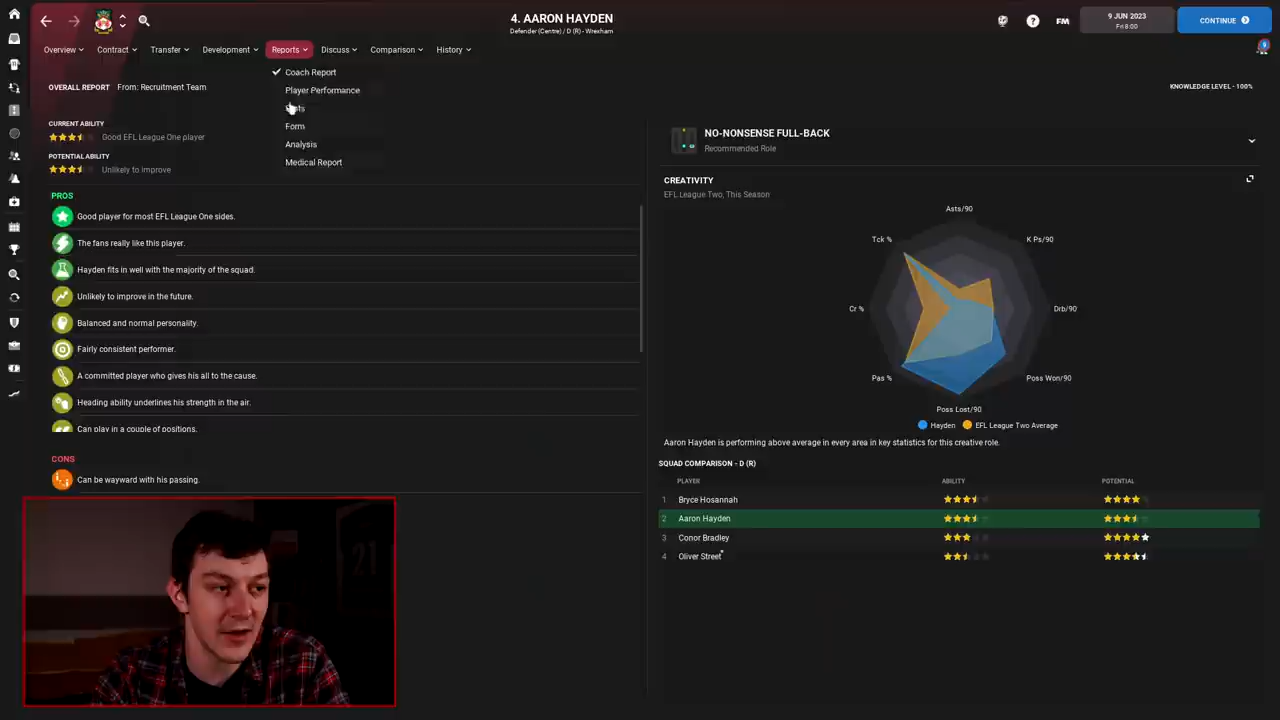 4. AARON HAYDEN
Defender (Centre) / D (R) - Wrexham
FM
9 JUN 2023
Fri 8:00
CONTINUE
Overview
Contract
Transfer
Development
Reports
Discuss
Comparison
History
Coach Report
Player Performance
Form
Analysis
Medical Report
OVERALL REPORT From: Recruitment Team
KNOWLEDGE LEVEL - 100%
CURRENT ABILITY
Good EFL League One player
POTENTIAL ABILITY
Unlikely to improve
PROS
Good player for most EFL League One sides.
The fans really like this player.
Hayden fits in well with the majority of the squad.
Unlikely to improve in the future.
Balanced and normal personality.
Fairly consistent performer.
A committed player who gives his all to the cause.
Heading ability underlines his strength in the air.
Can play in a couple of positions.
CONS
Can be wayward with his passing.
NO-NONSENSE FULL-BACK
Recommended Role
CREATIVITY
EFL League Two, This Season
Asts/90
Tck %
K Ps/90
Cr %
Drb/90
Pas %
Poss Won/90
Poss Lost/90
Hayden
EFL League Two Average
Aaron Hayden is performing above average in every area in key statistics for this creative role.
SQUAD COMPARISON - D (R)
PLAYER ABILITY POTENTIAL
1 Bryce Hosannah
2 Aaron Hayden
3 Conor Bradley
4 Oliver Street*
21